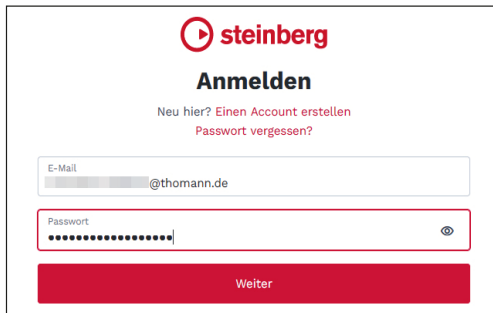 steinberg
Anmelden
Neu hier? Einen Account erstellen
Passwort vergessen?
E-Mail
@thomann.de
Passwort
••••••••••••••••••
Weiter